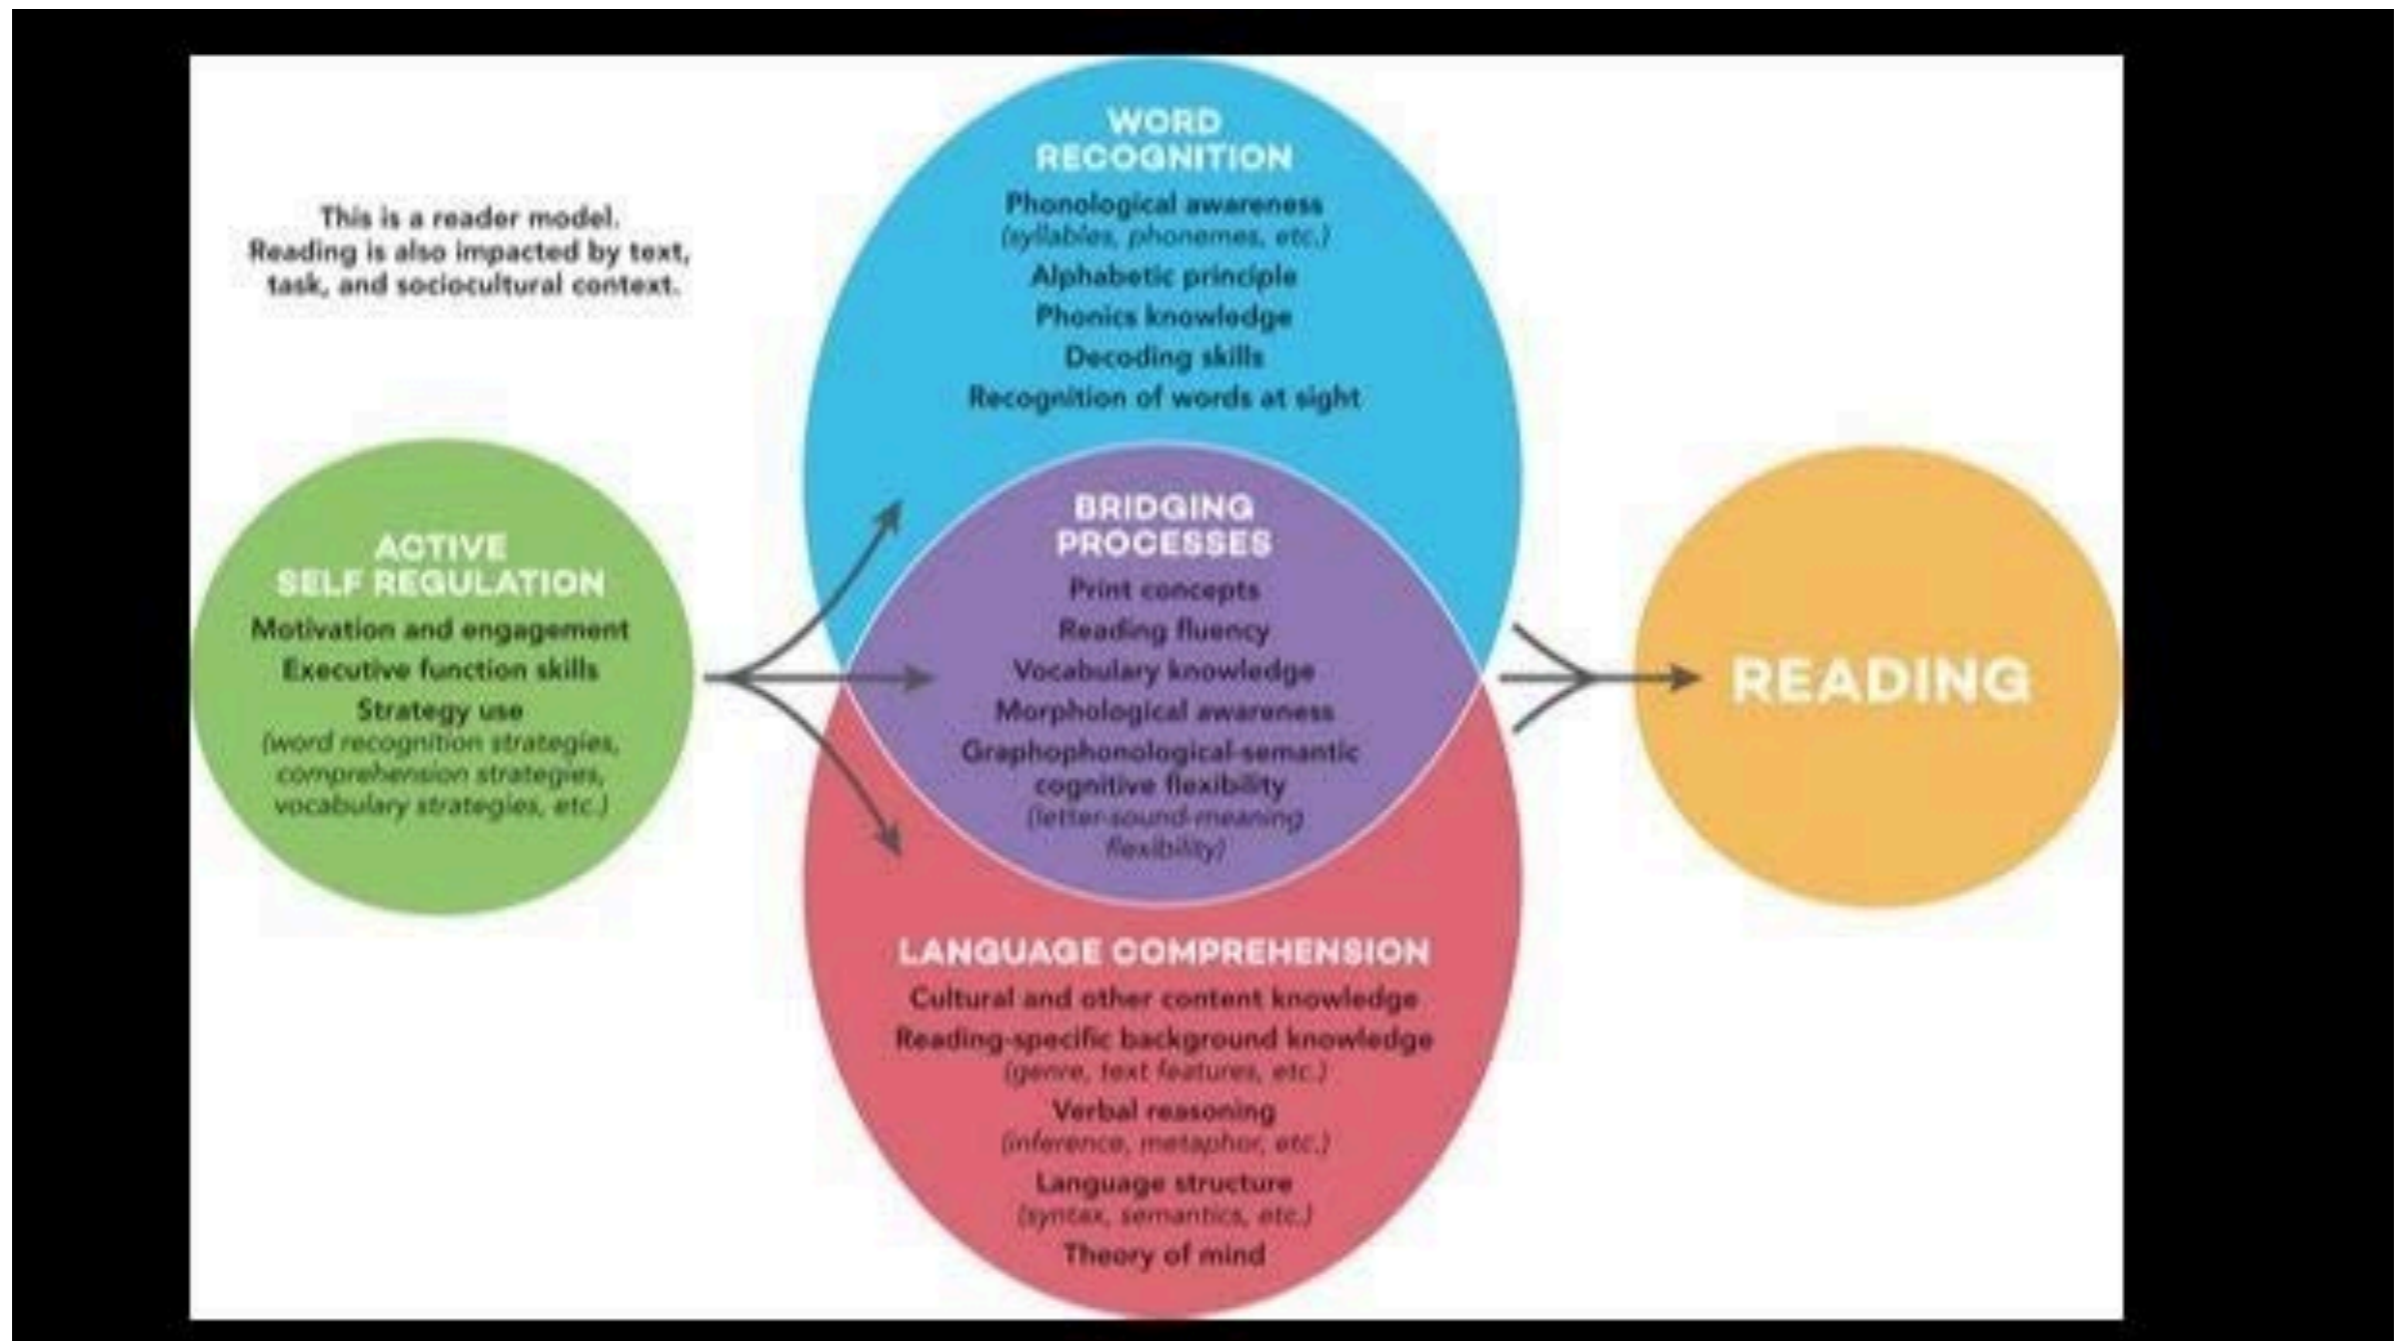 This is a reader model.
Reading is also impacted by text,
task, and sociocultural context.
ACTIVE
SELF REGULATION
Motivation and engagement
Executive function skills
Strategy use
(word recognition strategies,
comprehension strategies,
vocabulary strategies, etc.)
WORD
RECOGNITION
Phonological awareness
(syllables, phonemes, etc.)
Alphabetic principle
Phonics knowledge
Decoding skills
Recognition of words at sight
BRIDGING
PROCESSES
Print concepts
Reading fluency
Vocabulary knowledge
Morphological awareness
Graphophonological-semantic
cognitive flexibility
(letter-sound-meaning
flexibility)
LANGUAGE COMPREHENSION
Cultural and other content knowledge
Reading-specific background knowledge
(genre, text features, etc.)
Verbal reasoning
(inference, metaphor, etc.)
Language structure
(syntax, semantics, etc.)
Theory of mind
READING